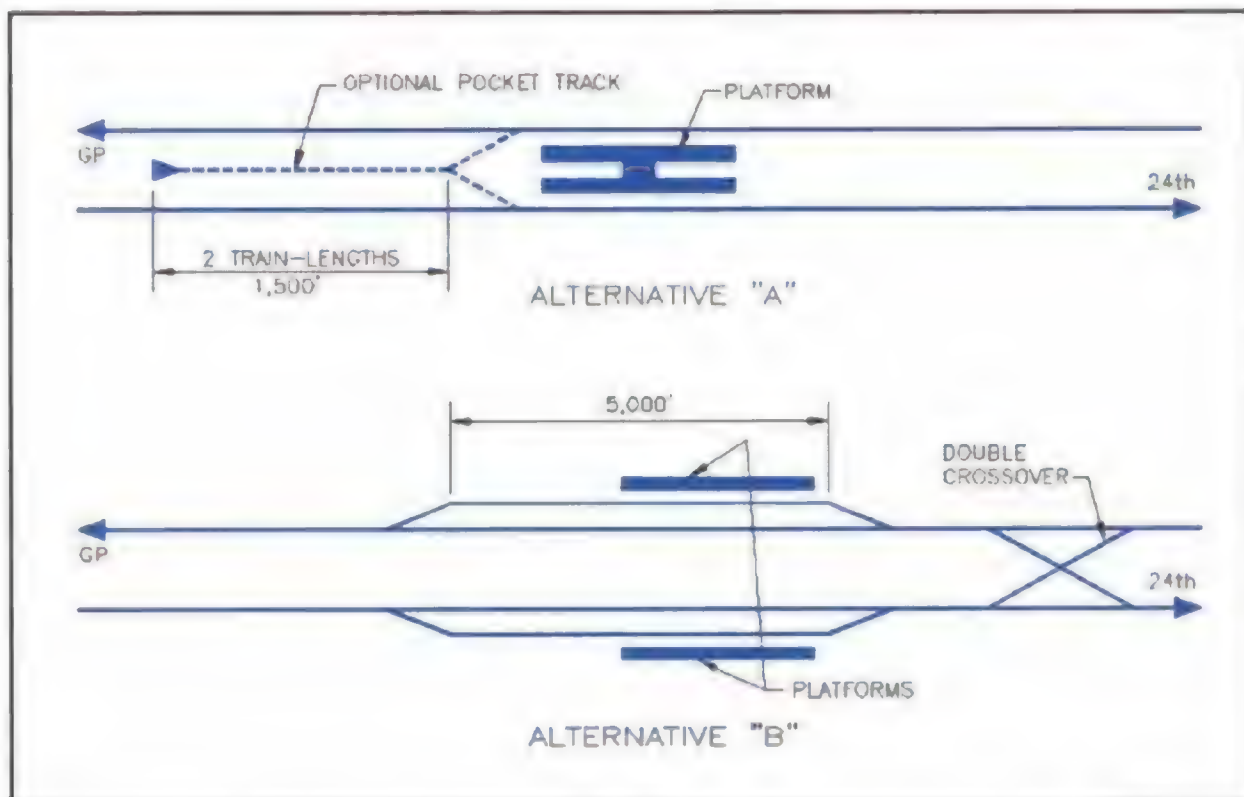 OPTIONAL POCKET TRACK
PLATFORM
GP
24th
2 TRAIN-LENGTHS
1,500'
ALTERNATIVE "A"
5,000'
DOUBLE
CROSSOVER
GP
24th
PLATFORMS
ALTERNATIVE "B"